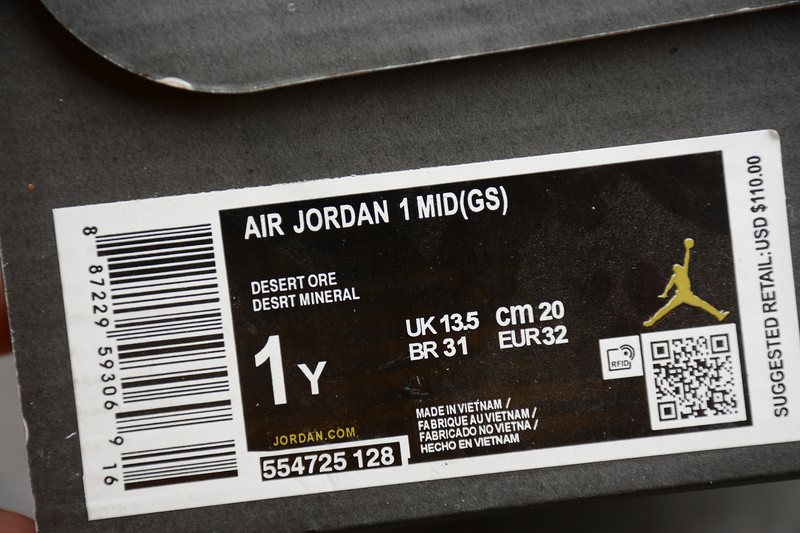 AIR JORDAN 1 MID(GS)
DESERT ORE
DESRT MINERAL
1Y
UK 13.5 cm 20
BR 31 EUR 32
RFID
MADE IN VIETNAM /
FABRIQUE AU VIETNAM /
FABRICADO NO VIETNA /
HECHO EN VIETNAM
JORDAN.COM
554725 128
8 87229 59306 9 16
SUGGESTED RETAIL:USD $110.00